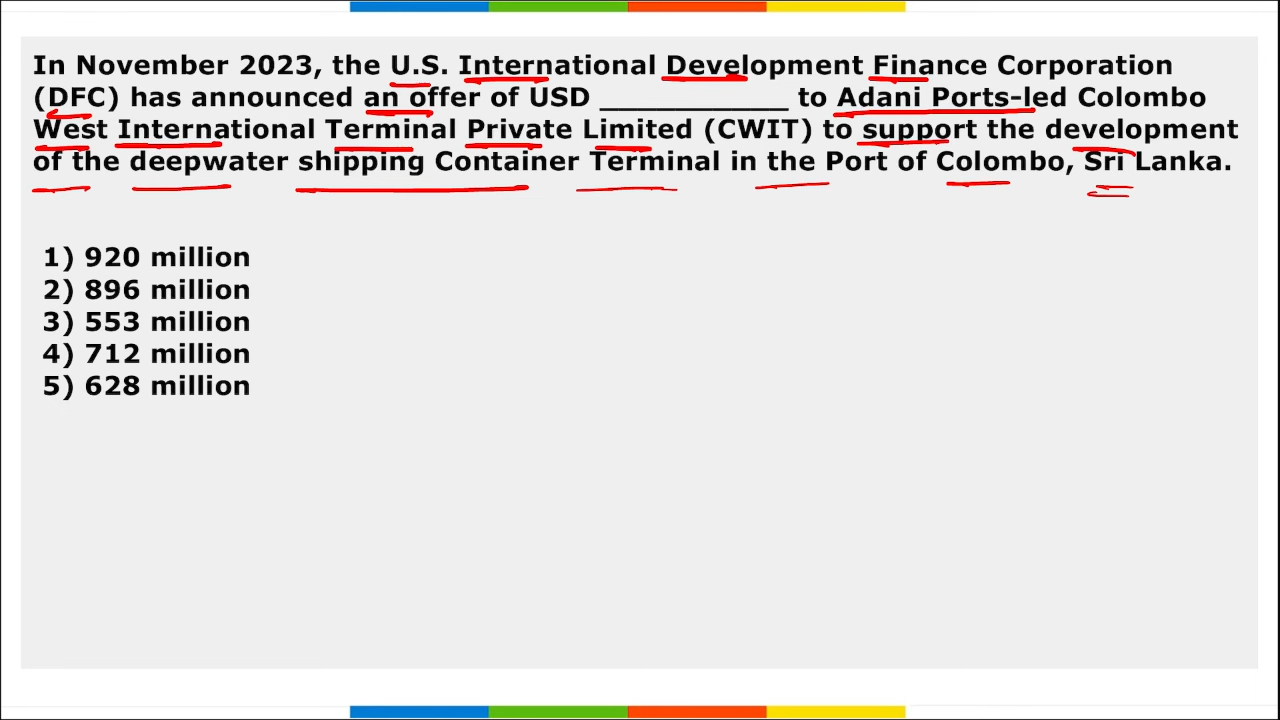 In November 2023, the U.S. International Development Finance Corporation
(DFC) has announced an offer of USD ______________ to Adani Ports-led Colombo
West International Terminal Private Limited (CWIT) to support the development
of the deepwater shipping Container Terminal in the Port of Colombo, Sri Lanka.
1) 920 million
2) 896 million
3) 553 million
4) 712 million
5) 628 million